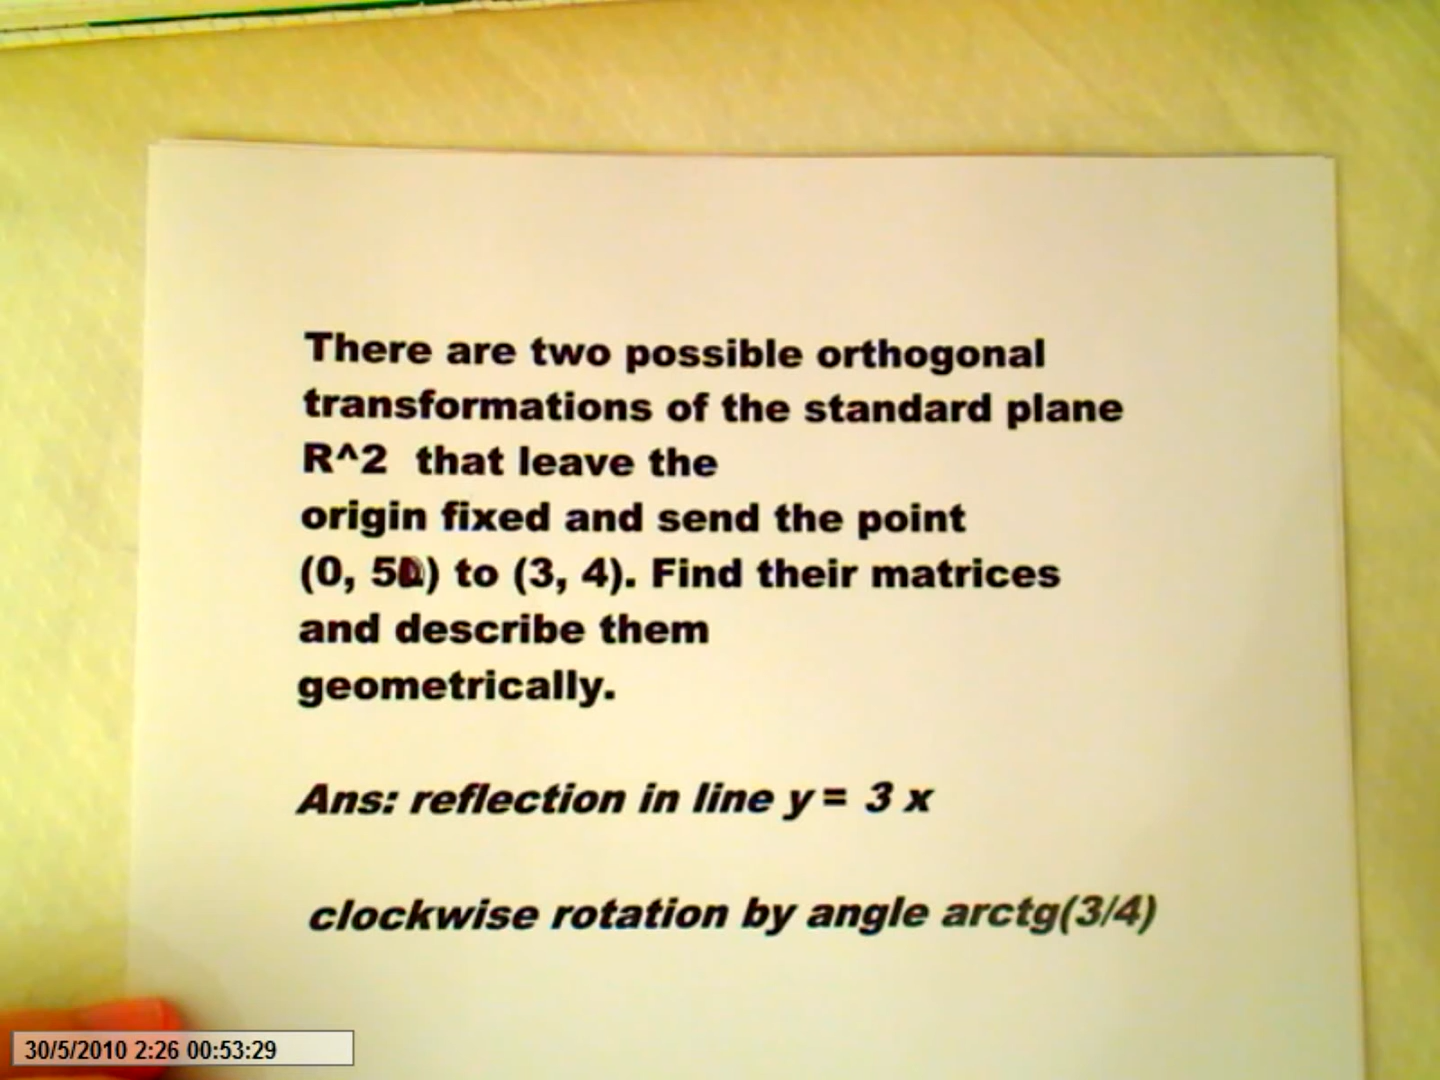 There are two possible orthogonal
transformations of the standard plane
R^2 that leave the
origin fixed and send the point
(0, 5) to (3, 4). Find their matrices
and describe them
geometrically.
Ans: reflection in line y = 3 x
clockwise rotation by angle arctg(3/4)
30/5/2010 2:26 00:53:29